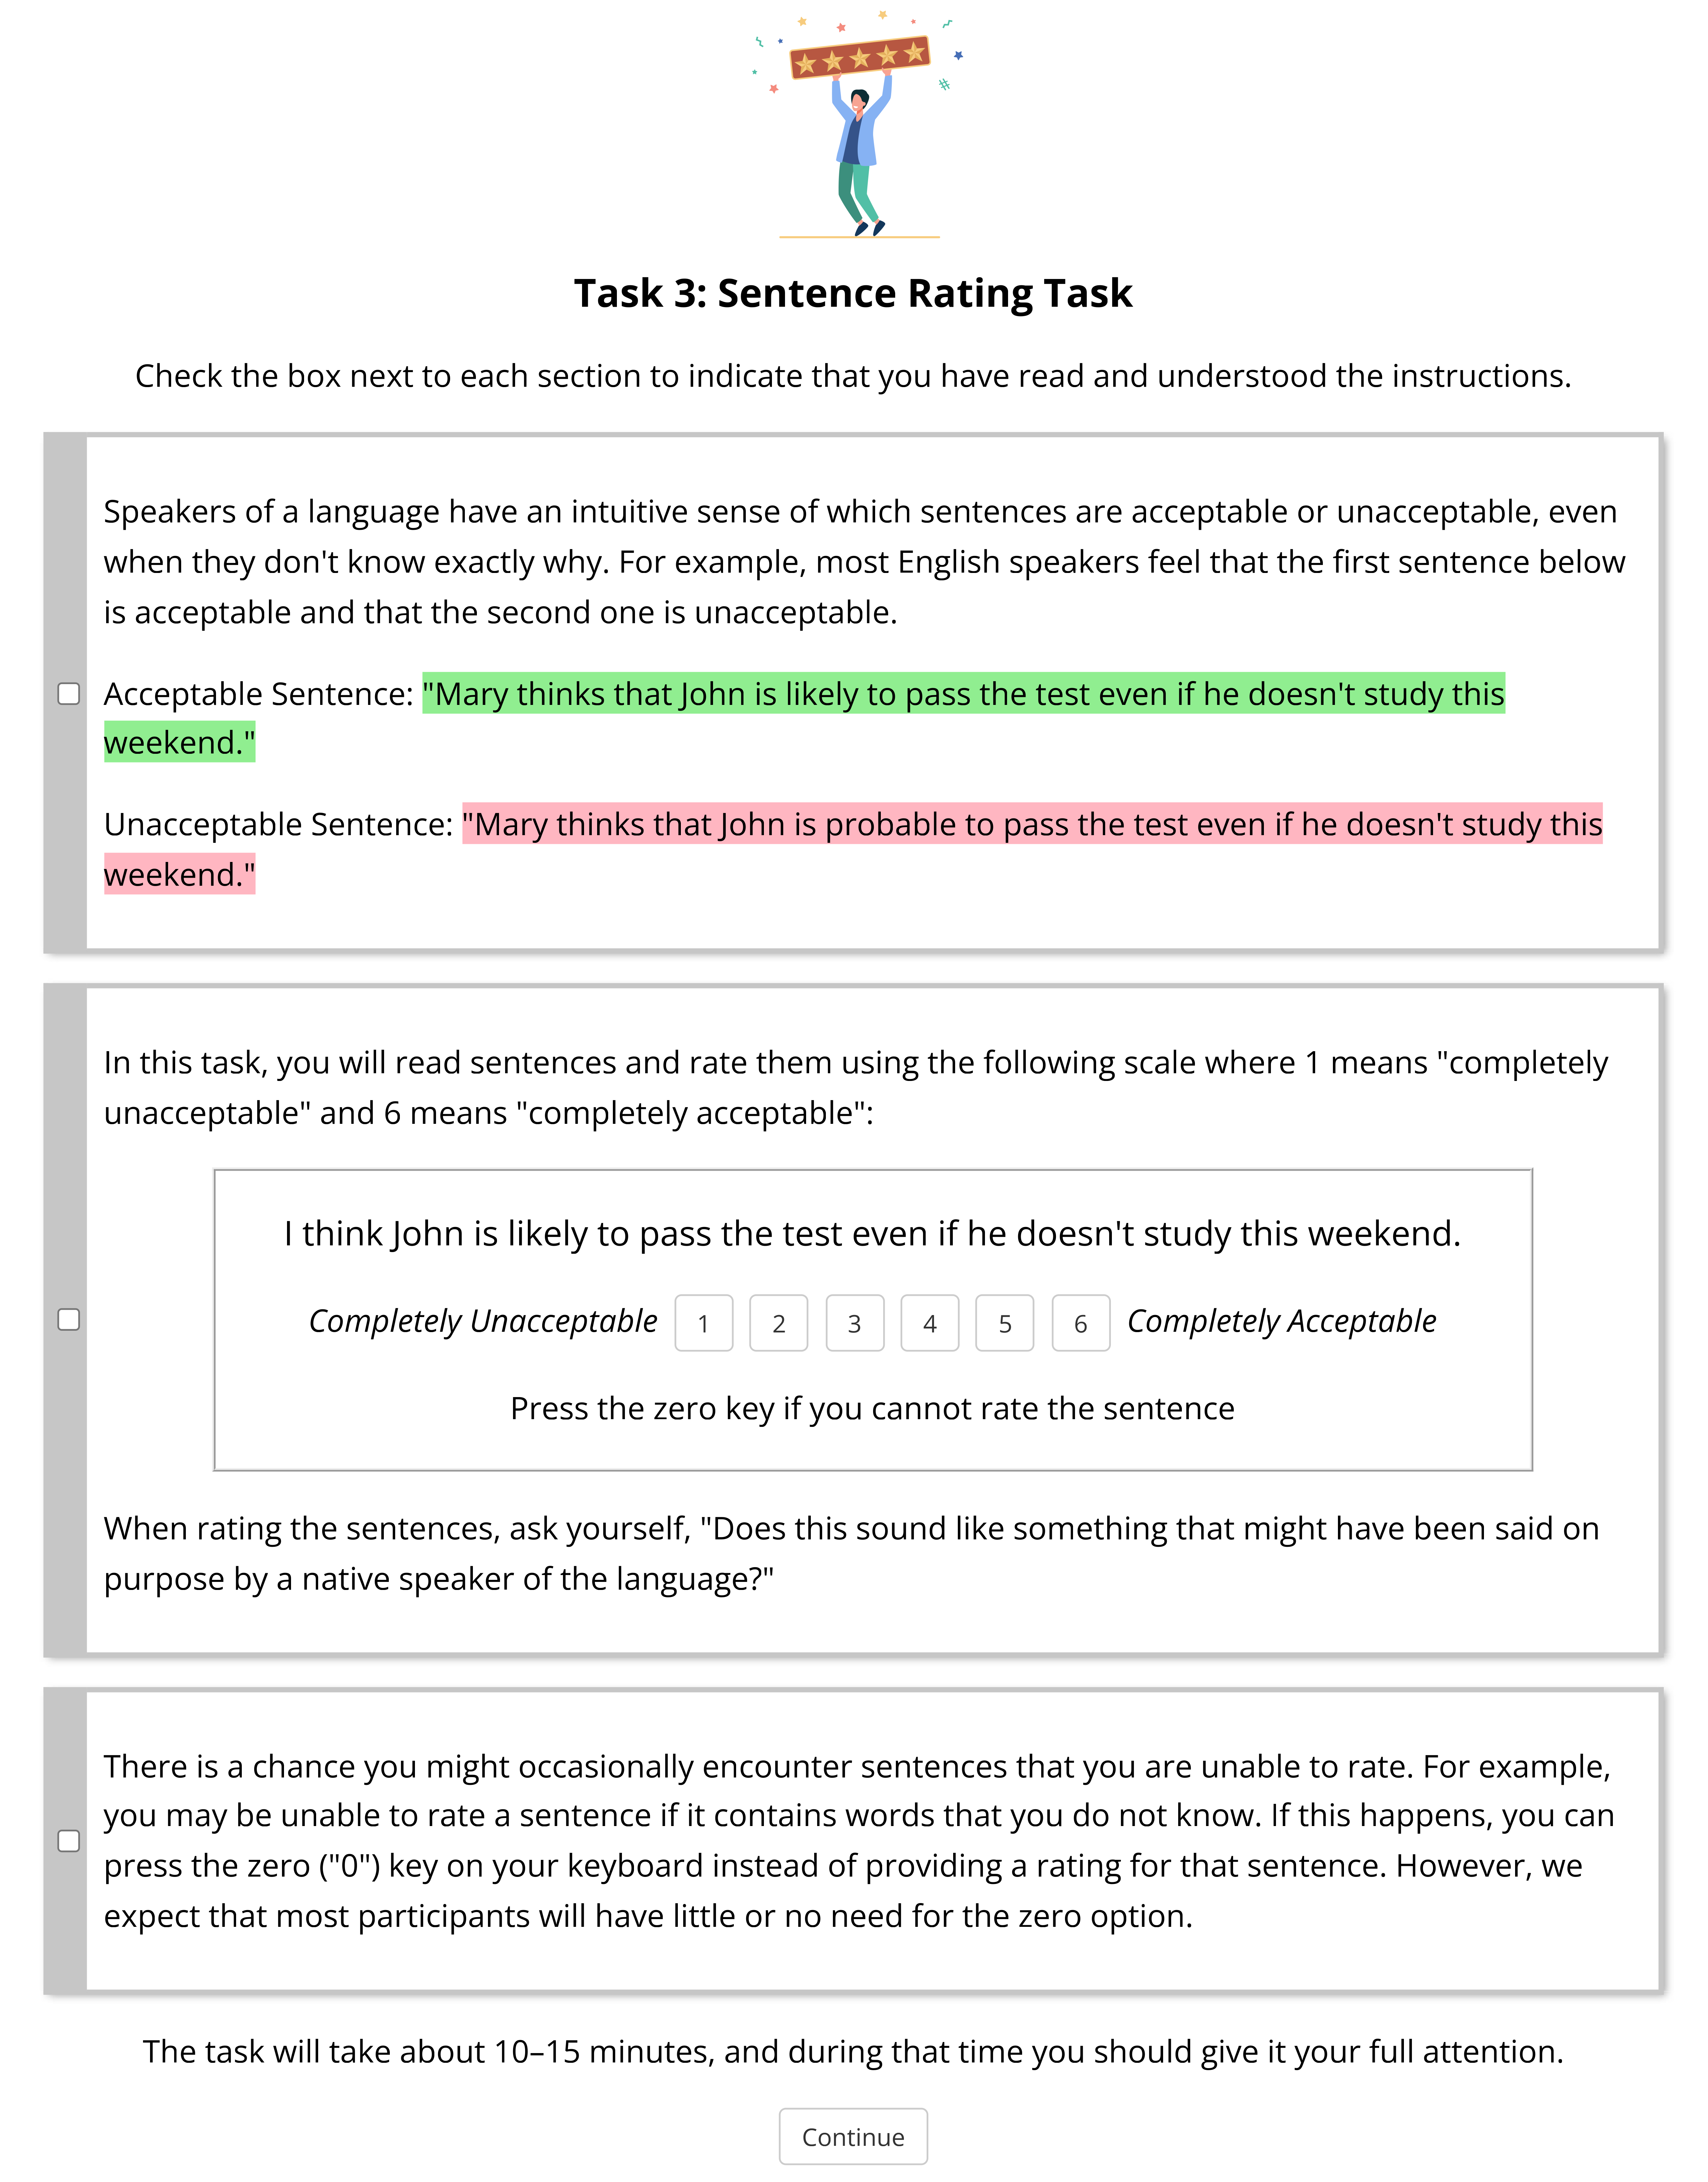 Task 3: Sentence Rating Task
Check the box next to each section to indicate that you have read and understood the instructions.
Speakers of a language have an intuitive sense of which sentences are acceptable or unacceptable, even
when they don't know exactly why. For example, most English speakers feel that the first sentence below
is acceptable and that the second one is unacceptable.
Acceptable Sentence: "Mary thinks that John is likely to pass the test even if he doesn't study this
weekend."
Unacceptable Sentence: "Mary thinks that John is probable to pass the test even if he doesn't study this
weekend."
In this task, you will read sentences and rate them using the following scale where 1 means "completely
unacceptable" and 6 means "completely acceptable":
I think John is likely to pass the test even if he doesn't study this weekend.
Completely Unacceptable 1 2 3 4 5 6 Completely Acceptable
Press the zero key if you cannot rate the sentence
When rating the sentences, ask yourself, "Does this sound like something that might have been said on
purpose by a native speaker of the language?"
There is a chance you might occasionally encounter sentences that you are unable to rate. For example,
you may be unable to rate a sentence if it contains words that you do not know. If this happens, you can
press the zero ("0") key on your keyboard instead of providing a rating for that sentence. However, we
expect that most participants will have little or no need for the zero option.
The task will take about 10–15 minutes, and during that time you should give it your full attention.
Continue